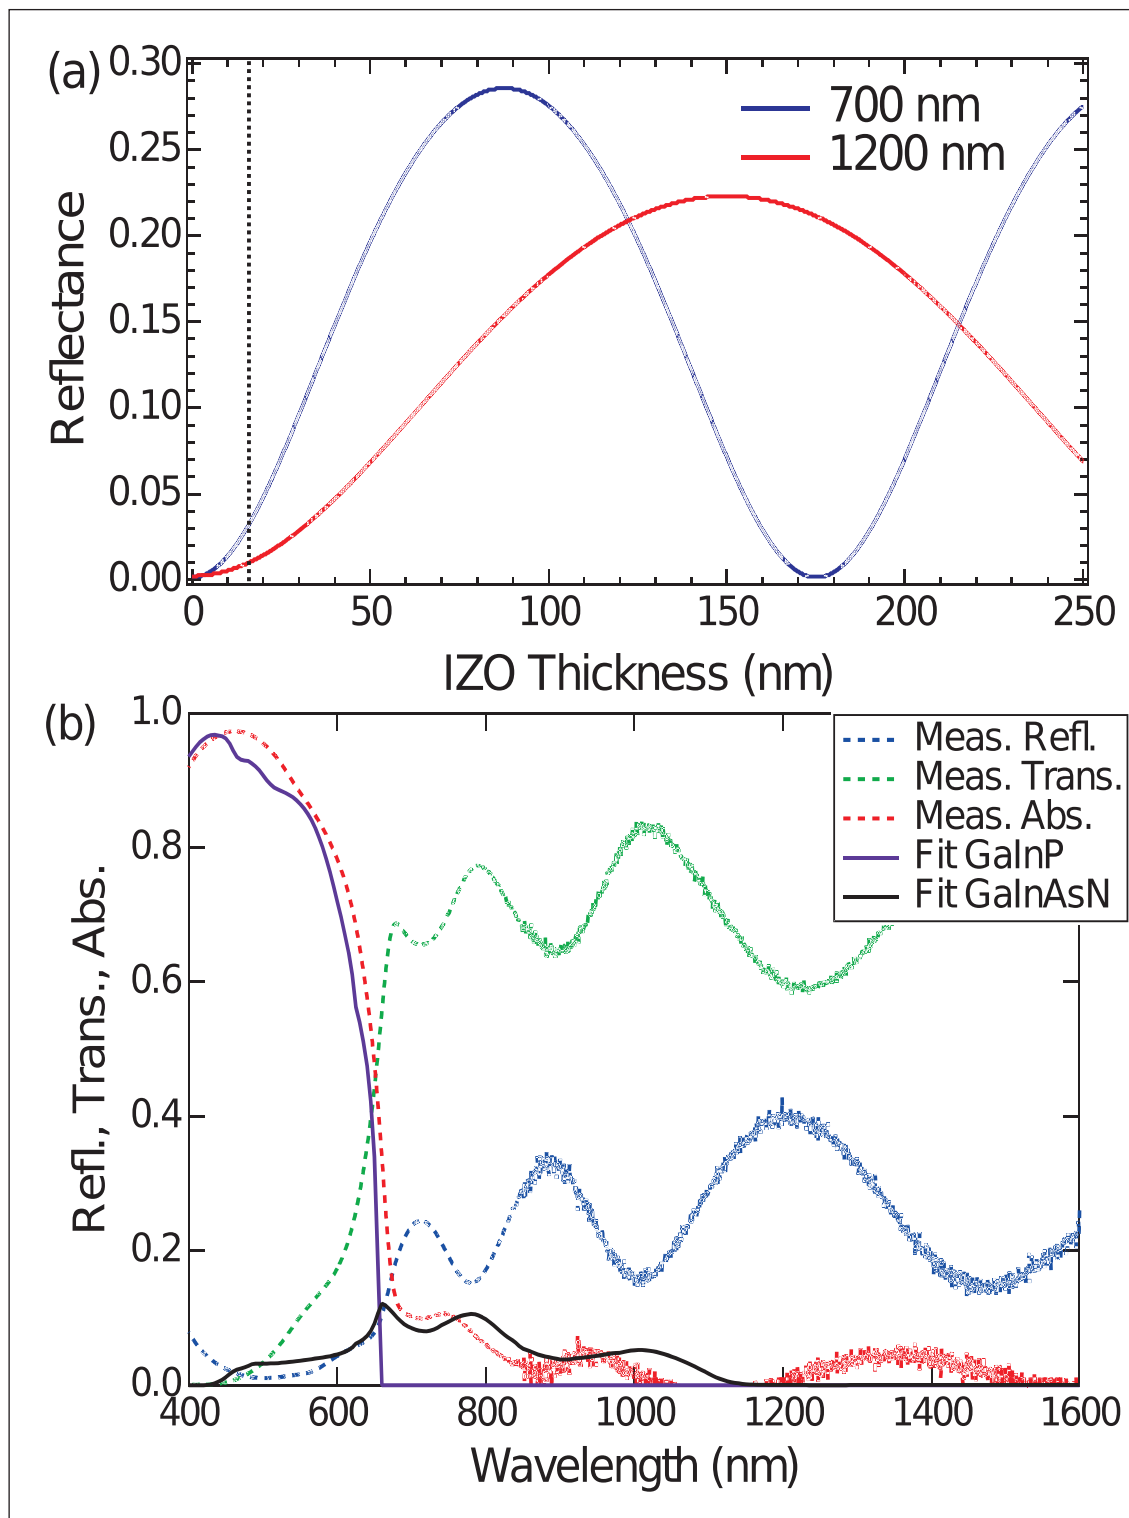 (a)
0.30
0.25
0.20
0.15
0.10
0.05
0.00
Reflectance
700 nm
1200 nm
0 50 100 150 200 250
IZO Thickness (nm)
(b)
1.0
0.8
0.6
0.4
0.2
0.0
Refl., Trans., Abs.
Meas. Refl.
Meas. Trans.
Meas. Abs.
Fit GaInP
Fit GaInAsN
400 600 800 1000 1200 1400 1600
Wavelength (nm)